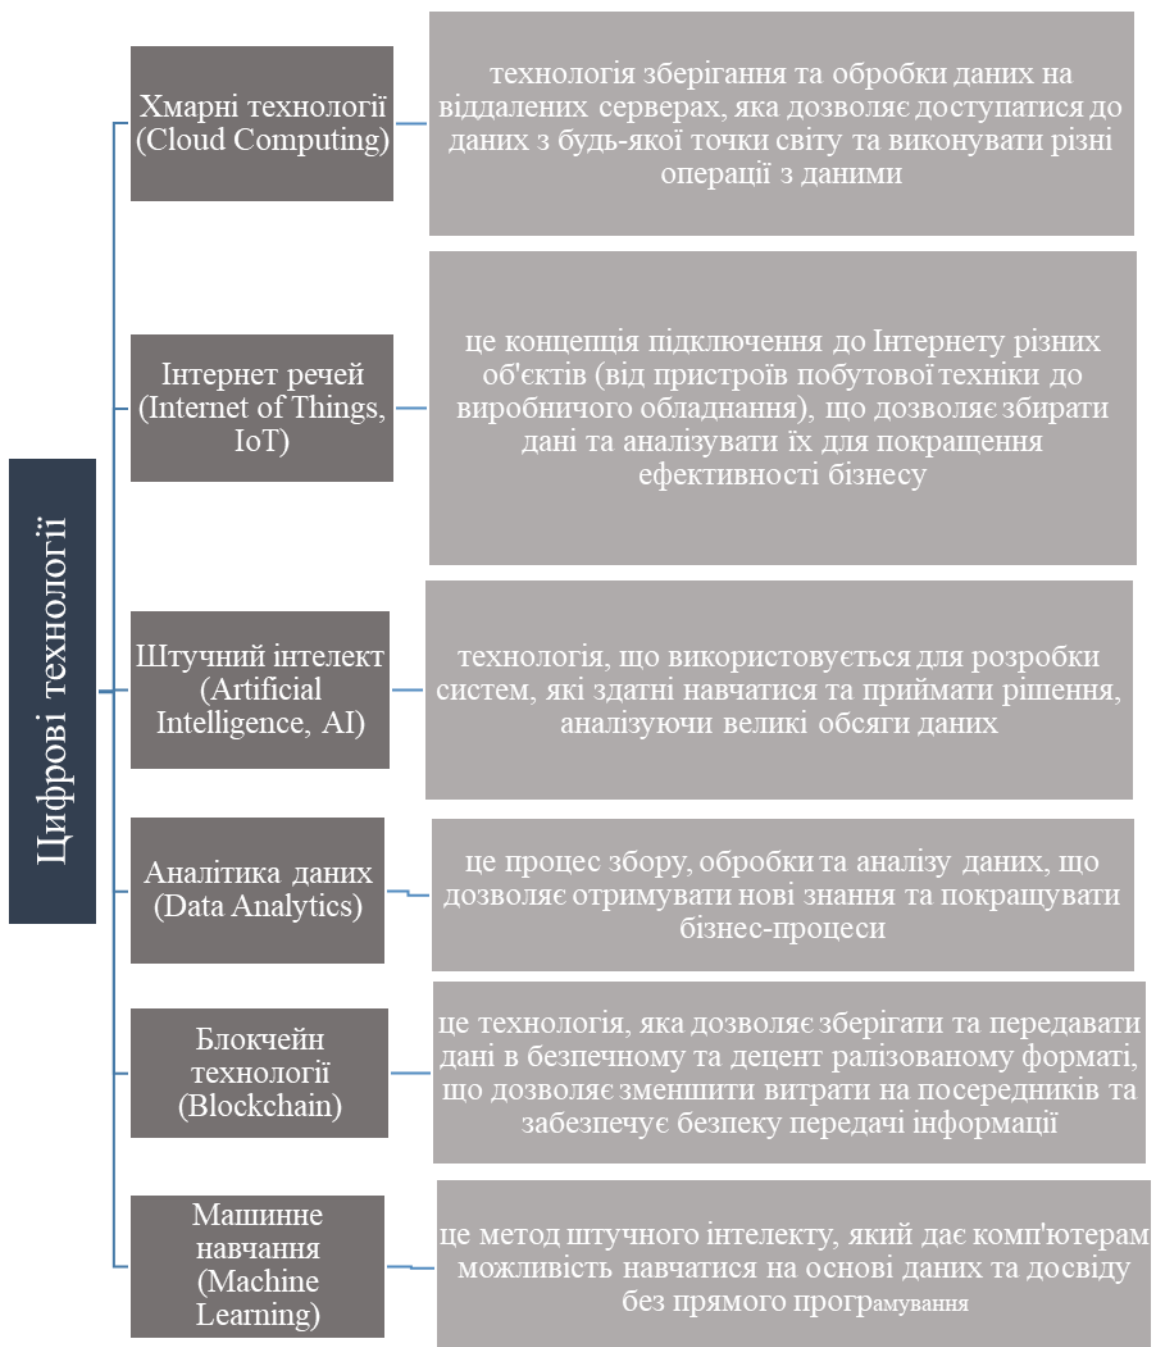 Цифрові технології
Хмарні технології
(Cloud Computing)
технологія зберігання та обробки даних на
віддалених серверах, яка дозволяє доступатися до
даних з будь-якої точки світу та виконувати різні
операції з даними
Інтернет речей
(Internet of Things,
IoT)
це концепція підключення до Інтернету різних
об'єктів (від пристроїв побутової техніки до
виробничого обладнання), що дозволяє збирати
дані та аналізувати їх для покращення
ефективності бізнесу
Штучний інтелект
(Artificial
Intelligence, AI)
технологія, що використовується для розробки
систем, які здатні навчатися та приймати рішення,
аналізуючи великі обсяги даних
Аналітика даних
(Data Analytics)
це процес збору, обробки та аналізу даних, що
дозволяє отримувати нові знання та покращувати
бізнес-процеси
Блокчейн
технології
(Blockchain)
це технологія, яка дозволяє зберігати та передавати
дані в безпечному та децент ралізованому форматі,
що дозволяє зменшити витрати на посередників та
забезпечує безпеку передачі інформації
Машинне
навчання
(Machine
Learning)
це метод штучного інтелекту, який дає комп'ютерам
можливість навчатися на основі даних та досвіду
без прямого програмування